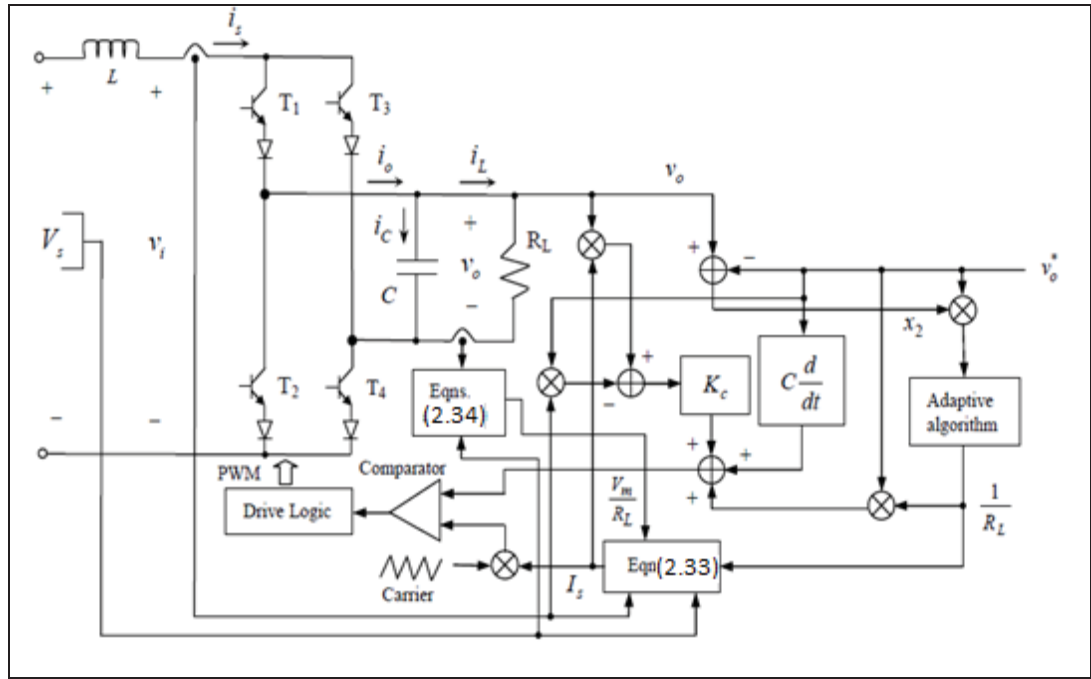 i_s
L
+
+
T_1
T_3
i_o
i_L
v_o
i_C
+
R_L
+
−
v_o^*
V_s
v_i
v_o
C
−
x_2
+
−
K_c
C d/dt
Adaptive algorithm
T_2
T_4
Eqns. (2.34)
−
−
+
+
+
PWM
Comparator
V_m/R_L
1/R_L
Drive Logic
Eqn(2.33)
I_s
Carrier